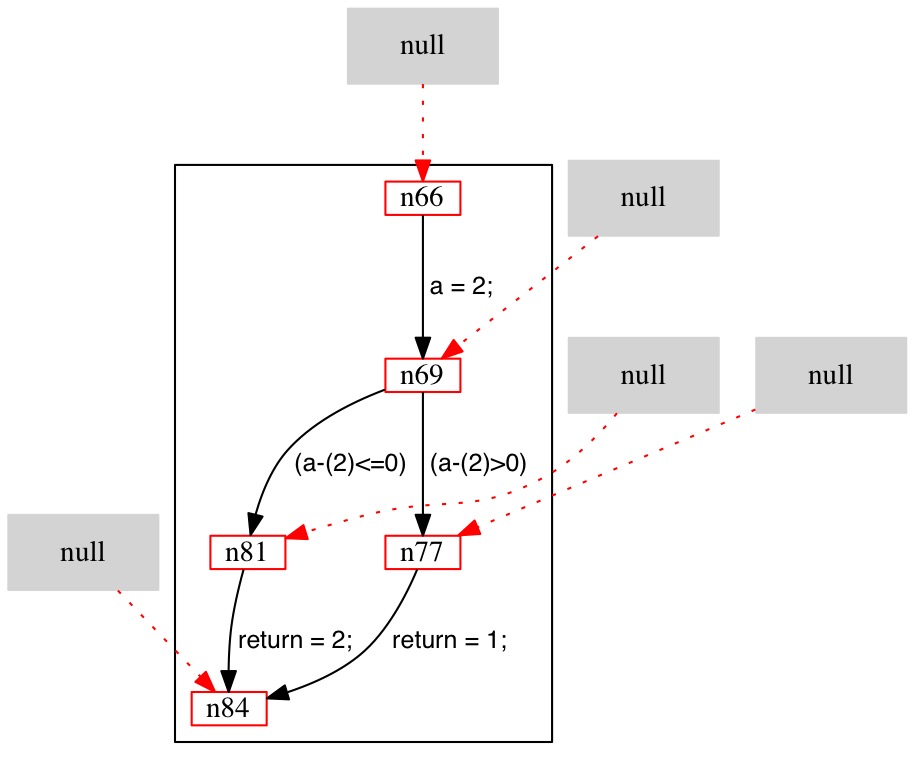 null
n66
null
a = 2;
n69
null
null
(a-(2)<=0)
(a-(2)>0)
null
n81
n77
return = 2;
return = 1;
n84